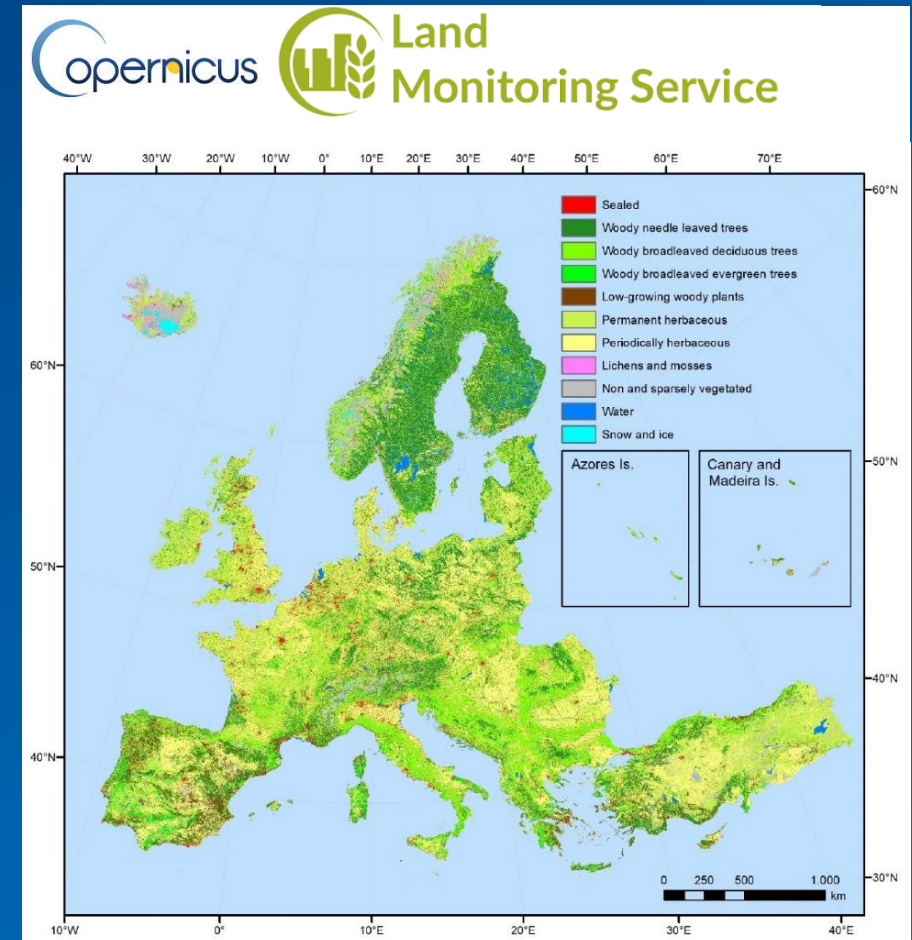 opernicus
Land
Monitoring Service
40°W 30°W 20°W 10°W 0° 10°E 20°E 30°E 40°E 50°E 60°E 70°E
60°N
Sealed
Woody needle leaved trees
Woody broadleaved deciduous trees
Woody broadleaved evergreen trees
Low-growing woody plants
Permanent herbaceous
Periodically herbaceous
Lichens and mosses
60°N
Non and sparsely vegetated
Water
Snow and ice
Azores Is.
Canary and
Madeira Is.
50°N
50°N
40°N
40°N
30°N
0 250 500 1.000
km
10°W 0° 10°E 20°E 30°E 40°E